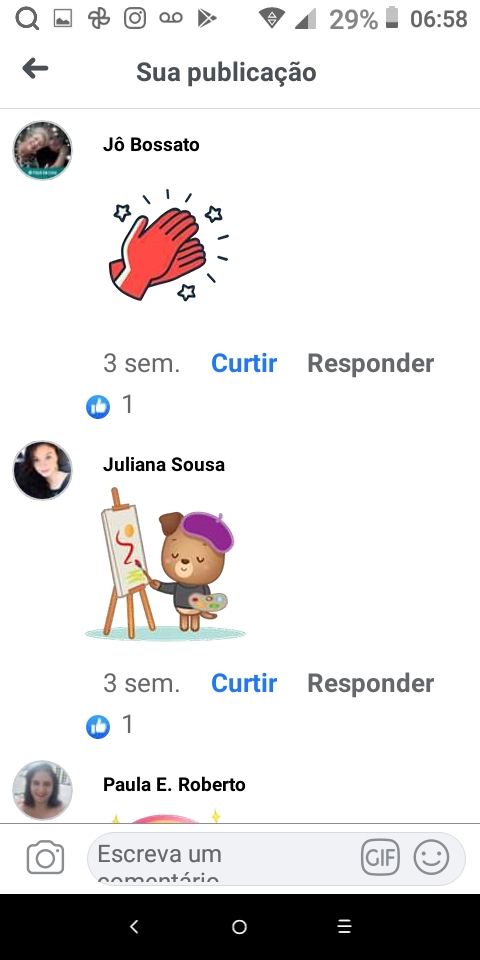 29% 06:58
Sua publicação
Jô Bossato
3 sem. Curtir Responder
1
Juliana Sousa
3 sem. Curtir Responder
1
Paula E. Roberto
Escreva um
comentário
GIF